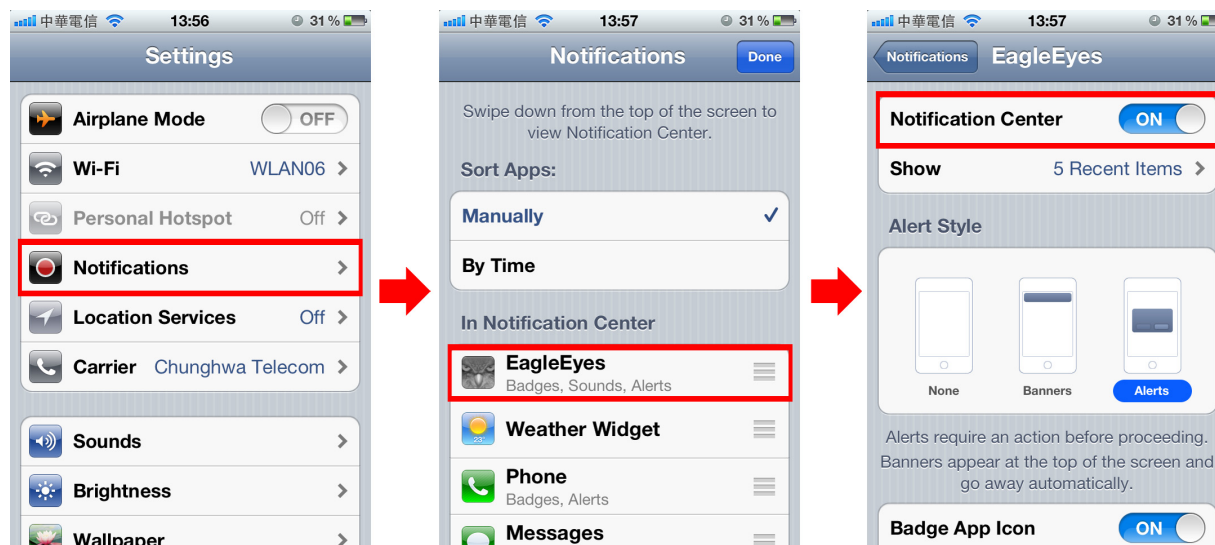 中華電信 13:56 31 %
Settings
Airplane Mode OFF
Wi-Fi WLAN06
Personal Hotspot Off
Notifications
Location Services Off
Carrier Chunghwa Telecom
Sounds
Brightness
Wallpaper
中華電信 13:57 31 %
Notifications Done
Swipe down from the top of the screen to
view Notification Center.
Sort Apps:
Manually
By Time
In Notification Center
EagleEyes
Badges, Sounds, Alerts
23°
Weather Widget
Phone
Badges, Alerts
Messages
中華電信 13:57 31 %
Notifications EagleEyes
Notification Center ON
Show 5 Recent Items
Alert Style
None Banners Alerts
Alerts require an action before proceeding.
Banners appear at the top of the screen and
go away automatically.
Badge App Icon ON